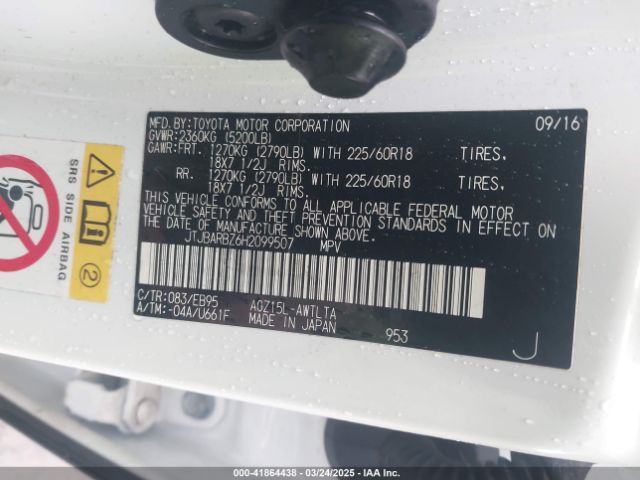 MFD.BY:TOYOTA MOTOR CORPORATION 09/16
GVWR:2360KG (5200LB)
GAWR:FRT. 1270KG (2790LB) WITH 225/60R18 TIRES,
18X7 1/2J RIMS.
RR. 1270KG (2790LB) WITH 225/60R18 TIRES,
18X7 1/2J RIMS.
THIS VEHICLE CONFORMS TO ALL APPLICABLE FEDERAL MOTOR
VEHICLE SAFETY AND THEFT PREVENTION STANDARDS IN EFFECT ON
THE DATE OF MANUFACTURE SHOWN ABOVE.
JTJBARBZ6H2099507 MPV
C/TR:083/EB95 AGZ15L-AWTLTA
A/TM:-04A/U661F MADE IN JAPAN 953
J
SRS SIDE AIRBAG
2
000-41864438 - 03/24/2025 - IAA Inc.